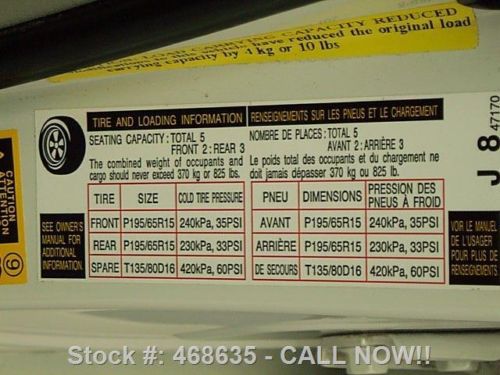 CAPACITY REDUCED
have reduced the original load
carrying capacity by 4 kg or 10 lbs
TIRE AND LOADING INFORMATION
SEATING CAPACITY: TOTAL 5
FRONT 2 : REAR 3
The combined weight of occupants and
cargo should never exceed 370 kg or 825 lbs.
TIRE SIZE COLD TIRE PRESSURE
FRONT P195/65R15 240kPa, 35PSI
REAR P195/65R15 230kPa, 33PSI
SPARE T135/80D16 420kPa, 60PSI
SEE OWNER'S
MANUAL FOR
ADDITIONAL
INFORMATION.
RENSEIGNEMENTS SUR LES PNEUS ET LE CHARGEMENT
NOMBRE DE PLACES: TOTAL 5
AVANT 2 : ARRIÈRE 3
Le poids total des occupants et du chargement ne
doit jamais dépasser 370 kg ou 825 lb.
PNEU DIMENSIONS PRESSION DES
PNEUS À FROID
AVANT P195/65R15 240kPa, 35PSI
ARRIÈRE P195/65R15 230kPa, 33PSI
DE SECOURS T135/80D16 420kPa, 60PSI
VOIR LE MANUEL
DE L'USAGER
POUR PLUS DE
RENSEIGNEMENTS
J 8
47170
CAUTION
ATTENTION
Stock #: 468635 - CALL NOW!!